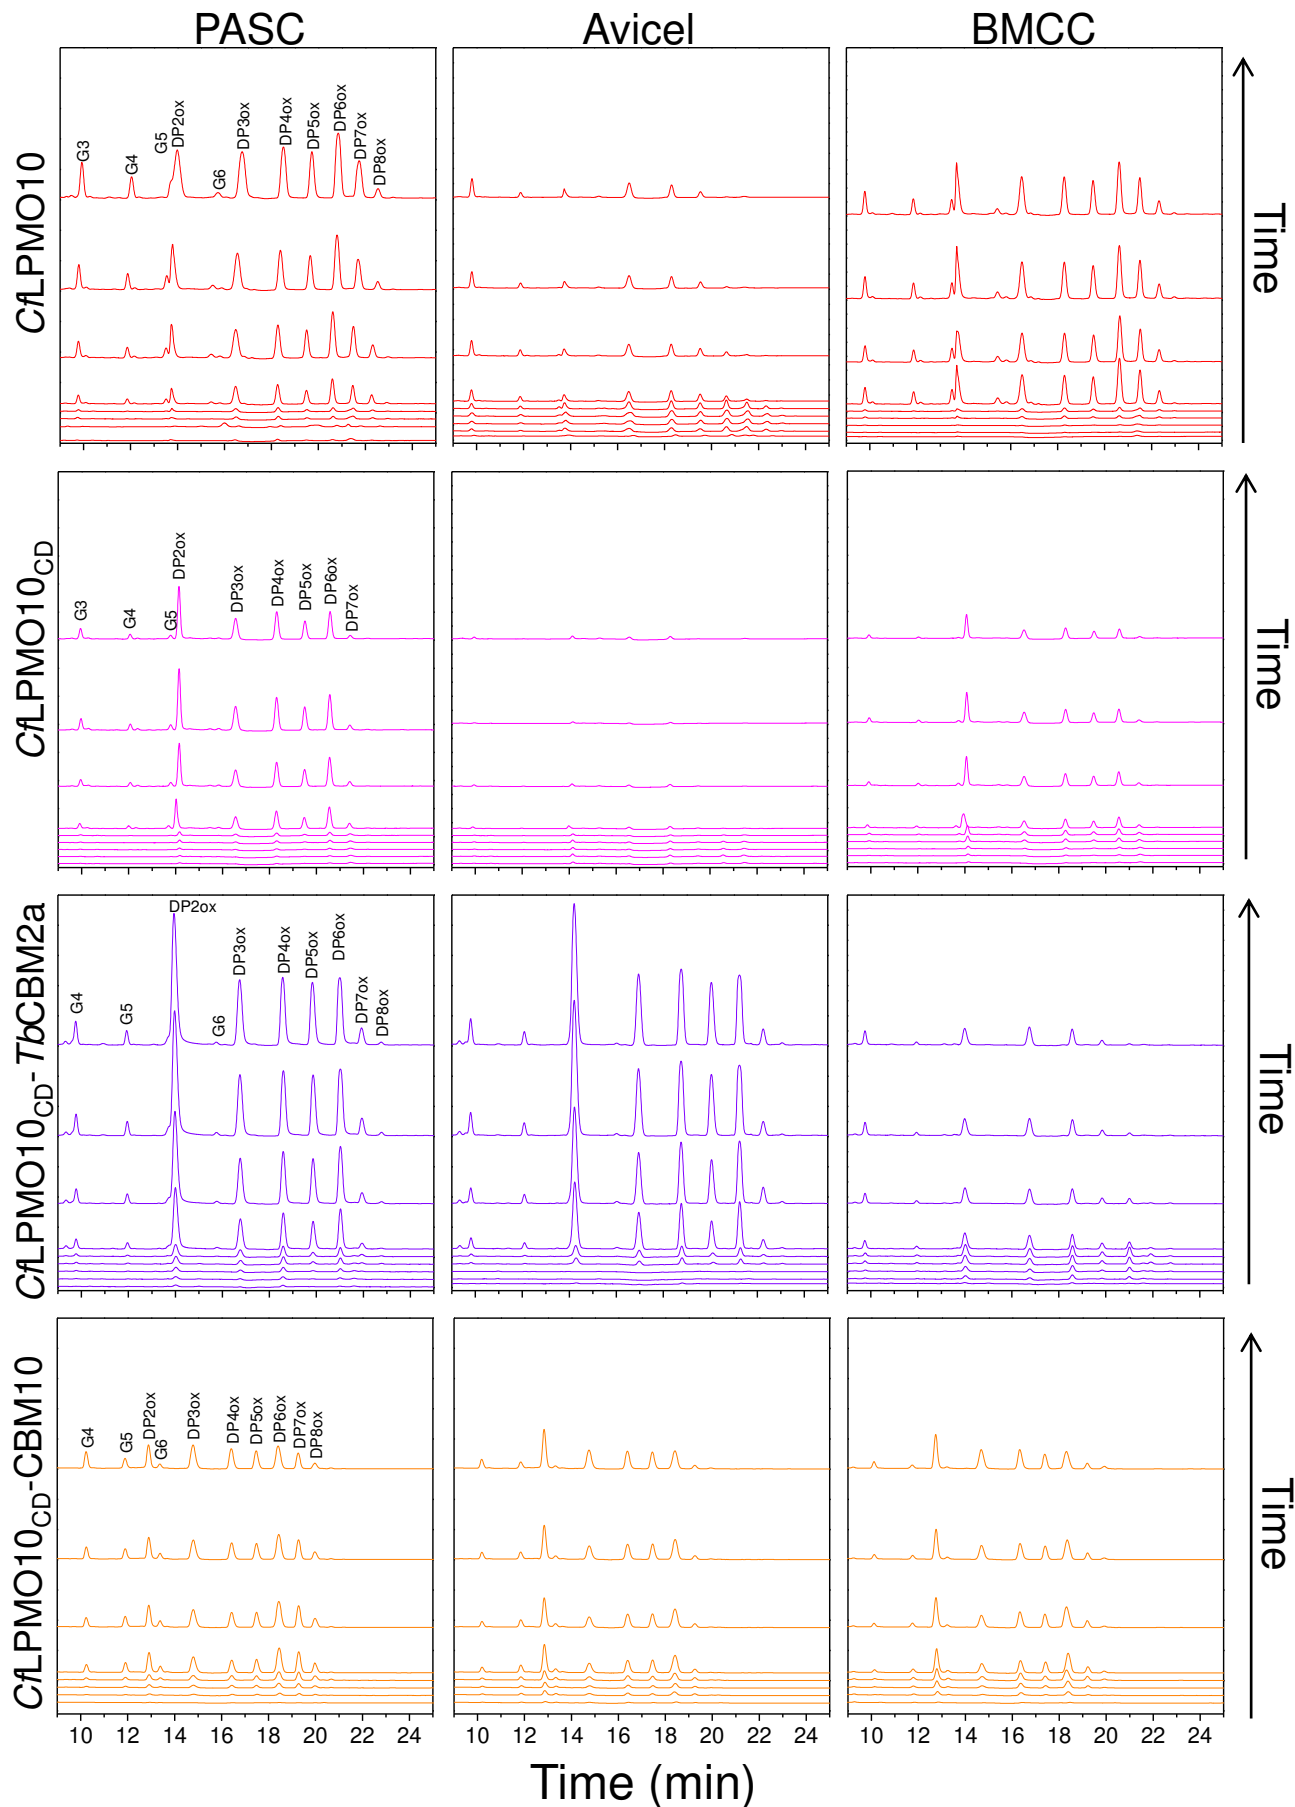 PASC Avicel BMCC
CfLPMO10
G3 G4 G5 DP2ox G6 DP3ox DP4ox DP5ox DP6ox DP7ox DP8ox
Time
CfLPMO10CD
G3 G4 G5 DP2ox DP3ox DP4ox DP5ox DP6ox DP7ox
Time
CfLPMO10CD- TbCBM2a
G4 G5 DP2ox G6 DP3ox DP4ox DP5ox DP6ox DP7ox DP8ox
Time
CfLPMO10CD-CBM10
G4 G5 DP2ox G6 DP3ox DP4ox DP5ox DP6ox DP7ox DP8ox
Time
10 12 14 16 18 20 22 24 10 12 14 16 18 20 22 24 10 12 14 16 18 20 22 24
Time (min)